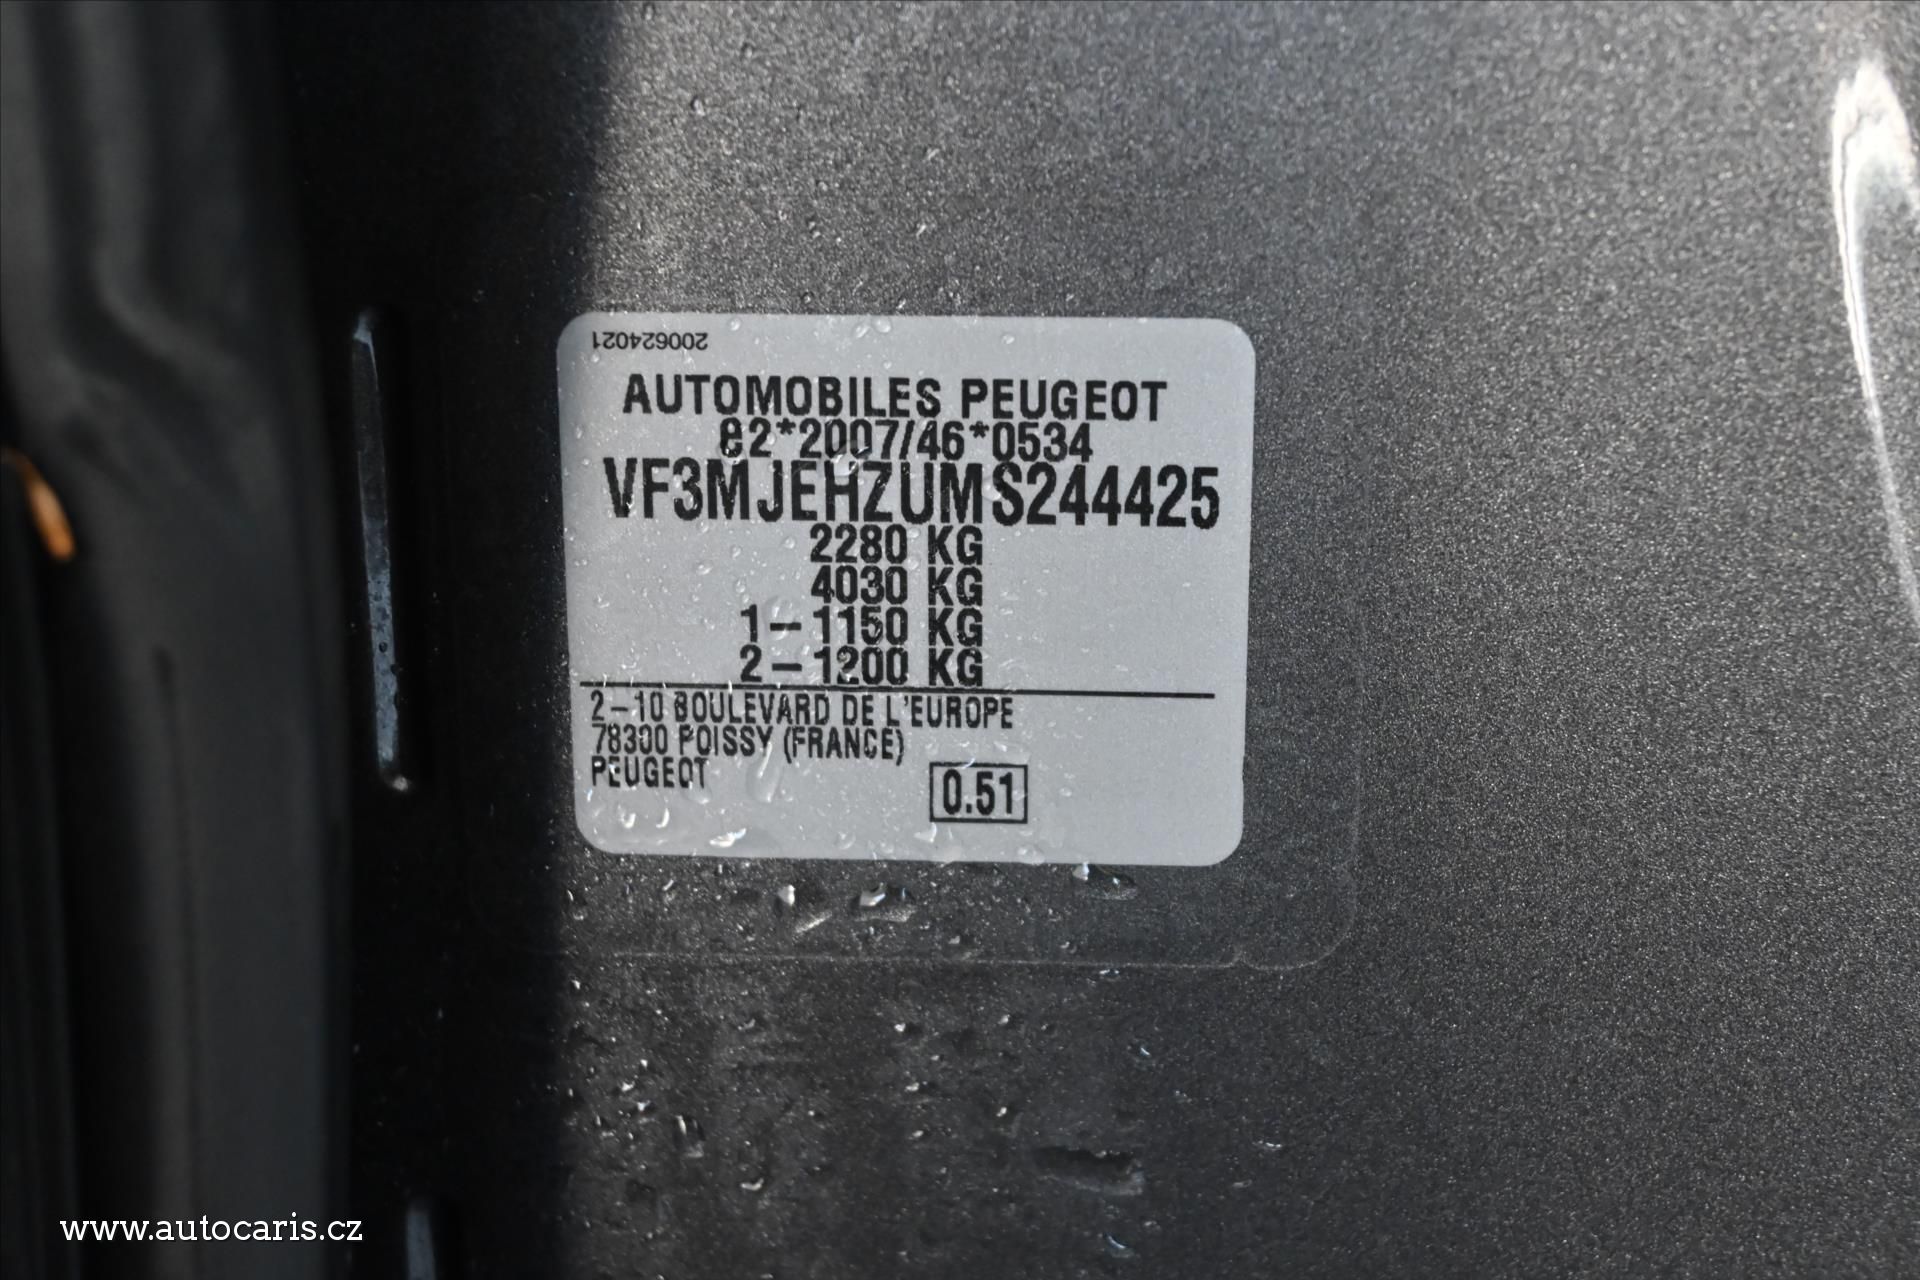 200624021
AUTOMOBILES PEUGEOT
e2*2007/46*0534
VF3MJEHZUMS244425
2280 KG
4030 KG
1-1150 KG
2-1200 KG
2-10 BOULEVARD DE L'EUROPE
78300 POISSY (FRANCE)
PEUGEOT
0.51
www.autocaris.cz